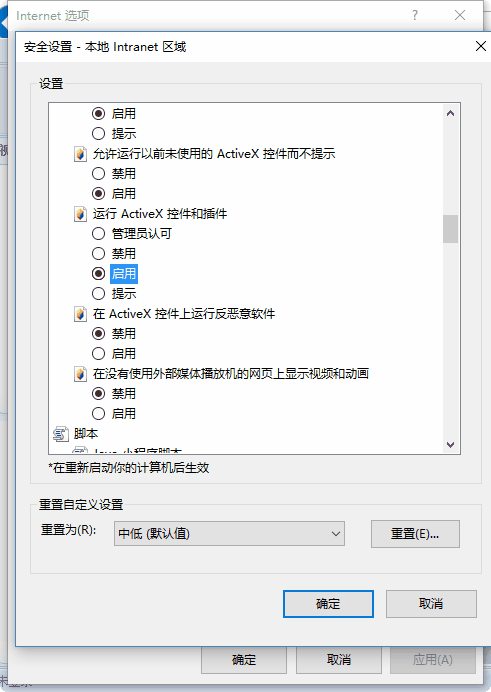 Internet 选项
安全设置 - 本地 Intranet 区域
设置
启用
提示
允许运行以前未使用的 ActiveX 控件而不提示
禁用
启用
运行 ActiveX 控件和插件
管理员认可
禁用
启用
提示
在 ActiveX 控件上运行反恶意软件
禁用
启用
在没有使用外部媒体播放机的网页上显示视频和动画
禁用
启用
脚本
Java 小程序脚本
*在重新启动你的计算机后生效
重置自定义设置
重置为(R): 中低 (默认值) 重置(E)...
确定 取消
确定 取消 应用(A)